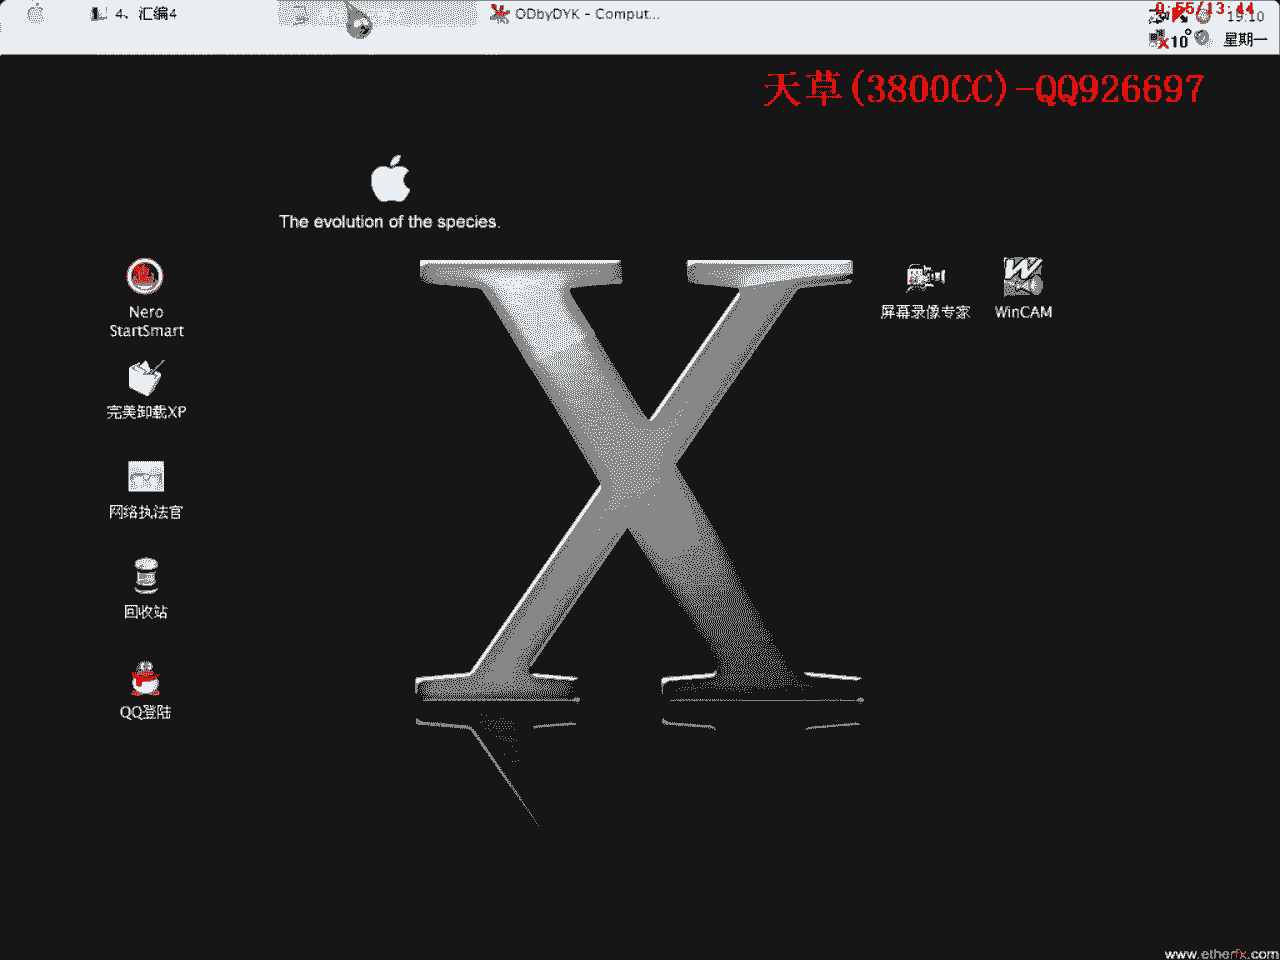 4、汇编4
ODbyDYK - Comput...
0:55/13:44
19:10
10°
星期一
天草(3800CC)-QQ926697
The evolution of the species.
X
Nero
StartSmart
屏幕录像专家
WinCAM
完美卸载XP
网络执法官
回收站
QQ登陆
www.etherfx.com